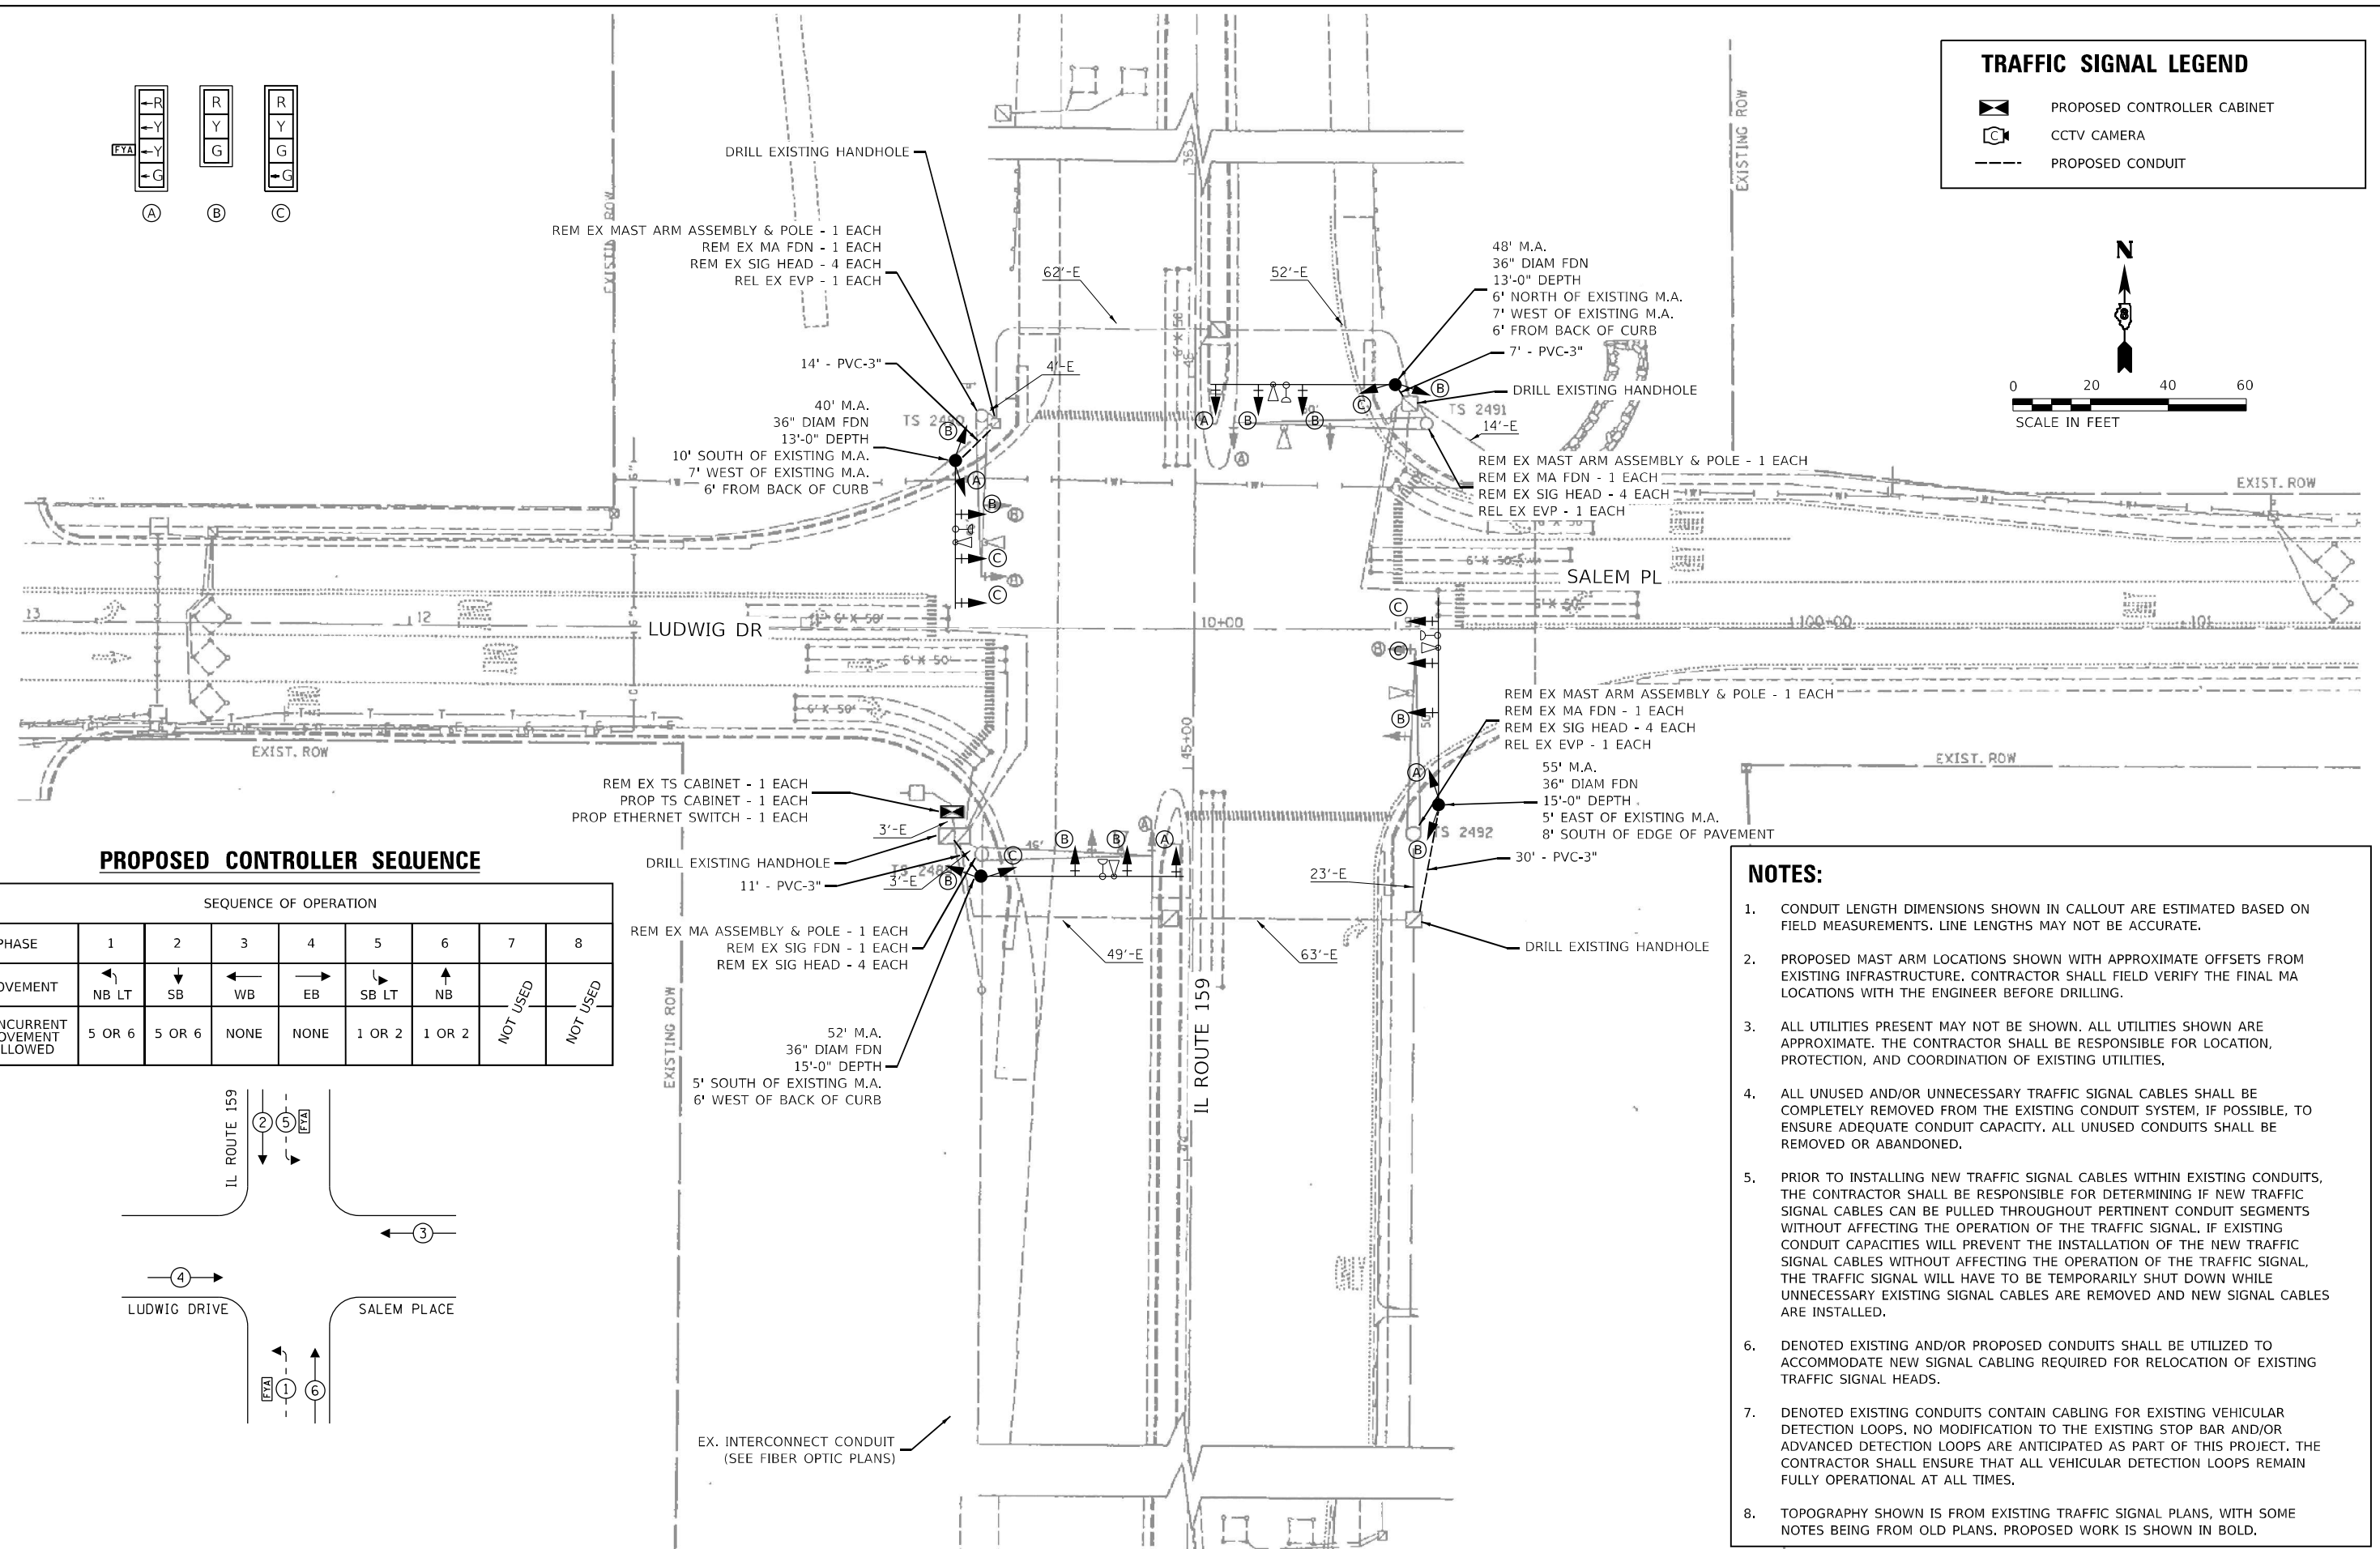 TRAFFIC SIGNAL LEGEND
PROPOSED CONTROLLER CABINET
C
CCTV CAMERA
PROPOSED CONDUIT
N
0 20 40 60
SCALE IN FEET
R R R
Y Y Y
FYA Y G G
G G
A B C
DRILL EXISTING HANDHOLE
REM EX MAST ARM ASSEMBLY & POLE - 1 EACH
REM EX MA FDN - 1 EACH
REM EX SIG HEAD - 4 EACH
REL EX EVP - 1 EACH
14' - PVC-3"
40' M.A.
36" DIAM FDN
13'-0" DEPTH
10' SOUTH OF EXISTING M.A.
7' WEST OF EXISTING M.A.
6' FROM BACK OF CURB
62'-E
52'-E
4'-E
48' M.A.
36" DIAM FDN
13'-0" DEPTH
6' NORTH OF EXISTING M.A.
7' WEST OF EXISTING M.A.
6' FROM BACK OF CURB
7' - PVC-3"
DRILL EXISTING HANDHOLE
TS 2491
14'-E
REM EX MAST ARM ASSEMBLY & POLE - 1 EACH
REM EX MA FDN - 1 EACH
REM EX SIG HEAD - 4 EACH
REL EX EVP - 1 EACH
EXISTING ROW
EXIST. ROW
SALEM PL
LUDWIG DR
13
12
10+00
100+00
101
6' X 50'
6' X 50'
6' X 50'
EXIST. ROW
REM EX TS CABINET - 1 EACH
PROP TS CABINET - 1 EACH
PROP ETHERNET SWITCH - 1 EACH
3'-E
DRILL EXISTING HANDHOLE
11' - PVC-3"
3'-E
REM EX MA ASSEMBLY & POLE - 1 EACH
REM EX SIG FDN - 1 EACH
REM EX SIG HEAD - 4 EACH
52' M.A.
36" DIAM FDN
15'-0" DEPTH
5' SOUTH OF EXISTING M.A.
6' WEST OF BACK OF CURB
EXISTING ROW
45+00
49'-E
63'-E
23'-E
IL ROUTE 159
REM EX MAST ARM ASSEMBLY & POLE - 1 EACH
REM EX MA FDN - 1 EACH
REM EX SIG HEAD - 4 EACH
REL EX EVP - 1 EACH
55' M.A.
36" DIAM FDN
15'-0" DEPTH
5' EAST OF EXISTING M.A.
8' SOUTH OF EDGE OF PAVEMENT
30' - PVC-3"
DRILL EXISTING HANDHOLE
EXIST. ROW
EX. INTERCONNECT CONDUIT
(SEE FIBER OPTIC PLANS)
PROPOSED CONTROLLER SEQUENCE
SEQUENCE OF OPERATION
PHASE 1 2 3 4 5 6 7 8
NB LT SB WB EB SB LT NB NOT USED NOT USED
5 OR 6 5 OR 6 NONE NONE 1 OR 2 1 OR 2
IL ROUTE 159
2 5 FYA
3
4
LUDWIG DRIVE SALEM PLACE
FYA 1 6
NOTES:
1. CONDUIT LENGTH DIMENSIONS SHOWN IN CALLOUT ARE ESTIMATED BASED ON
FIELD MEASUREMENTS. LINE LENGTHS MAY NOT BE ACCURATE.
2. PROPOSED MAST ARM LOCATIONS SHOWN WITH APPROXIMATE OFFSETS FROM
EXISTING INFRASTRUCTURE. CONTRACTOR SHALL FIELD VERIFY THE FINAL MA
LOCATIONS WITH THE ENGINEER BEFORE DRILLING.
3. ALL UTILITIES PRESENT MAY NOT BE SHOWN. ALL UTILITIES SHOWN ARE
APPROXIMATE. THE CONTRACTOR SHALL BE RESPONSIBLE FOR LOCATION,
PROTECTION, AND COORDINATION OF EXISTING UTILITIES.
4. ALL UNUSED AND/OR UNNECESSARY TRAFFIC SIGNAL CABLES SHALL BE
COMPLETELY REMOVED FROM THE EXISTING CONDUIT SYSTEM, IF POSSIBLE, TO
ENSURE ADEQUATE CONDUIT CAPACITY. ALL UNUSED CONDUITS SHALL BE
REMOVED OR ABANDONED.
5. PRIOR TO INSTALLING NEW TRAFFIC SIGNAL CABLES WITHIN EXISTING CONDUITS,
THE CONTRACTOR SHALL BE RESPONSIBLE FOR DETERMINING IF NEW TRAFFIC
SIGNAL CABLES CAN BE PULLED THROUGHOUT PERTINENT CONDUIT SEGMENTS
WITHOUT AFFECTING THE OPERATION OF THE TRAFFIC SIGNAL. IF EXISTING
CONDUIT CAPACITIES WILL PREVENT THE INSTALLATION OF THE NEW TRAFFIC
SIGNAL CABLES WITHOUT AFFECTING THE OPERATION OF THE TRAFFIC SIGNAL,
THE TRAFFIC SIGNAL WILL HAVE TO BE TEMPORARILY SHUT DOWN WHILE
UNNECESSARY EXISTING SIGNAL CABLES ARE REMOVED AND NEW SIGNAL CABLES
ARE INSTALLED.
6. DENOTED EXISTING AND/OR PROPOSED CONDUITS SHALL BE UTILIZED TO
ACCOMMODATE NEW SIGNAL CABLING REQUIRED FOR RELOCATION OF EXISTING
TRAFFIC SIGNAL HEADS.
7. DENOTED EXISTING CONDUITS CONTAIN CABLING FOR EXISTING VEHICULAR
DETECTION LOOPS. NO MODIFICATION TO THE EXISTING STOP BAR AND/OR
ADVANCED DETECTION LOOPS ARE ANTICIPATED AS PART OF THIS PROJECT. THE
CONTRACTOR SHALL ENSURE THAT ALL VEHICULAR DETECTION LOOPS REMAIN
FULLY OPERATIONAL AT ALL TIMES.
8. TOPOGRAPHY SHOWN IS FROM EXISTING TRAFFIC SIGNAL PLANS, WITH SOME
NOTES BEING FROM OLD PLANS. PROPOSED WORK IS SHOWN IN BOLD.